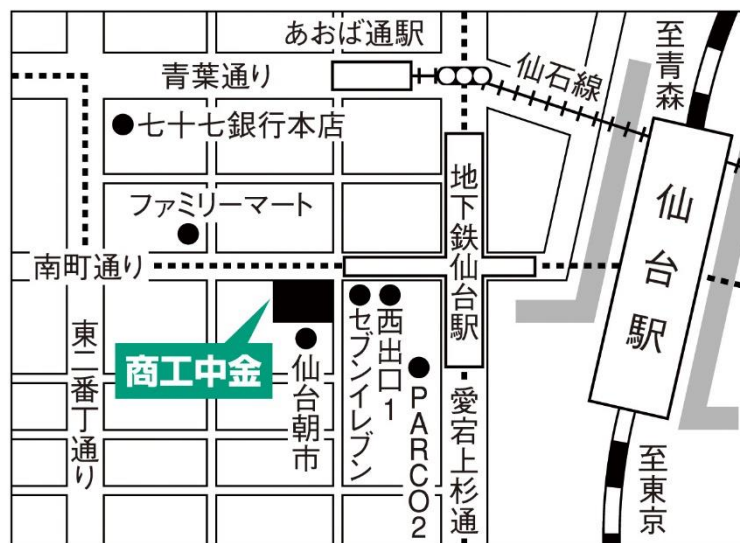 あおば通駅
青葉通り
仙石線
至青森
七十七銀行本店
ファミリーマート
地下鉄仙台駅
仙台駅
南町通り
商工中金
東二番丁通り
仙台朝市
セブンイレブン
西出口1
PARCO2
愛宕上杉通
至東京